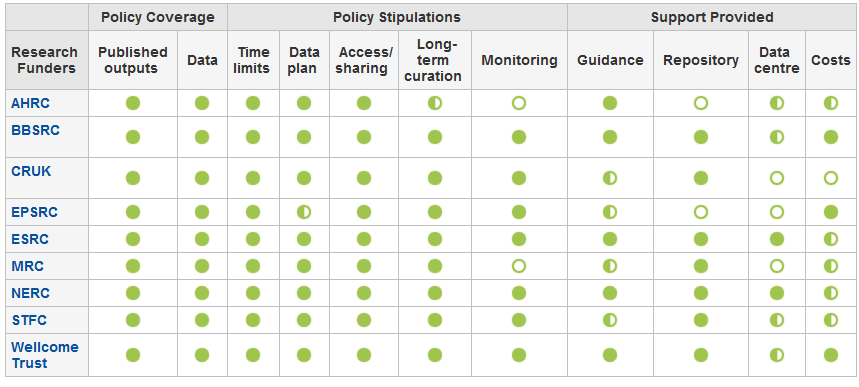 Policy Coverage Policy Stipulations Support Provided
Research Funders Published outputs Data Time limits Data plan Access/ sharing Long- term curation Monitoring Guidance Repository Data centre Costs
AHRC
BBSRC
CRUK
EPSRC
ESRC
MRC
NERC
STFC
Wellcome
Trust